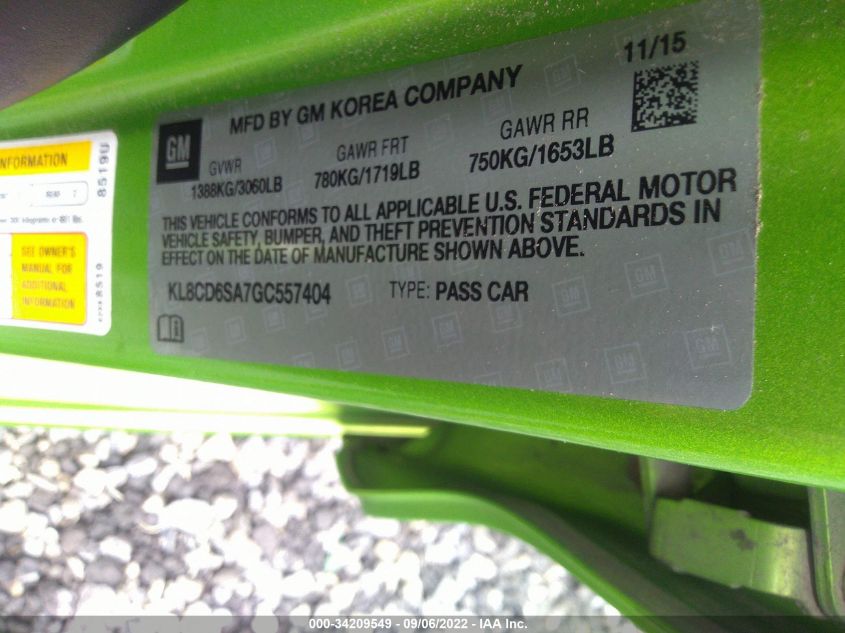 11/15
MFD BY GM KOREA COMPANY
GM
GVWR GAWR FRT GAWR RR
1388KG/3060LB 780KG/1719LB 750KG/1653LB
THIS VEHICLE CONFORMS TO ALL APPLICABLE U.S. FEDERAL MOTOR
VEHICLE SAFETY, BUMPER, AND THEFT PREVENTION STANDARDS IN
EFFECT ON THE DATE OF MANUFACTURE SHOWN ABOVE.
KL8CD6SA7GC557404 TYPE: PASS CAR
INFORMATION
85190
SEE OWNER'S
MANUAL FOR
ADDITIONAL
INFORMATION
000-34209549 - 09/06/2022 - IAA Inc.